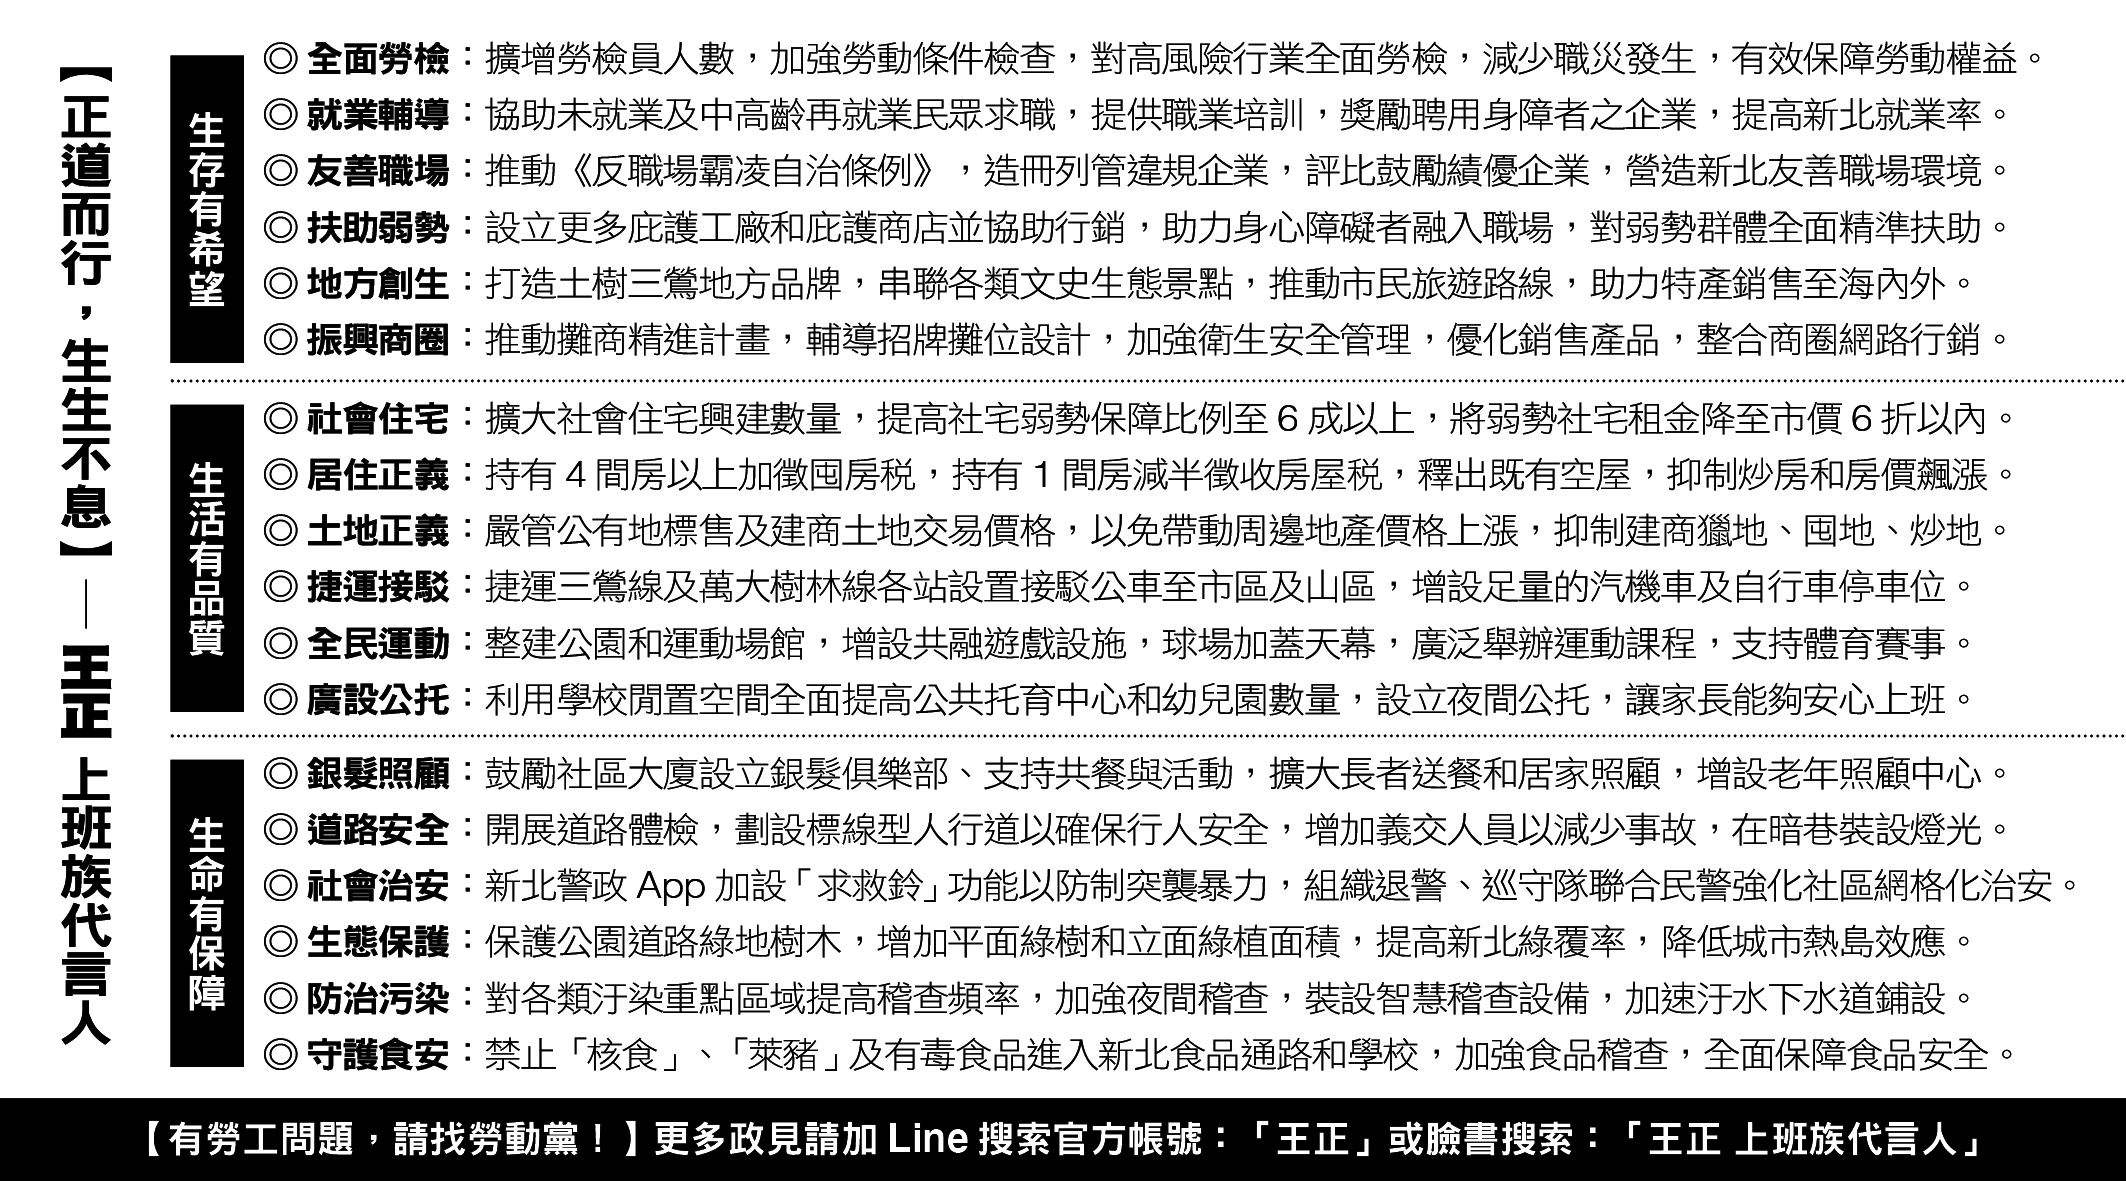 【正道而行，生生不息】—王正 上班族代言人
生存有希望
◎ 全面勞檢：擴增勞檢員人數，加強勞動條件檢查，對高風險行業全面勞檢，減少職災發生，有效保障勞動權益。
◎ 就業輔導：協助未就業及中高齡再就業民眾求職，提供職業培訓，獎勵聘用身障者之企業，提高新北就業率。
◎ 友善職場：推動《反職場霸凌自治條例》，造冊列管違規企業，評比鼓勵績優企業，營造新北友善職場環境。
◎ 扶助弱勢：設立更多庇護工廠和庇護商店並協助行銷，助力身心障礙者融入職場，對弱勢群體全面精準扶助。
◎ 地方創生：打造土樹三鶯地方品牌，串聯各類文史生態景點，推動市民旅遊路線，助力特產銷售至海內外。
◎ 振興商圈：推動攤商精進計畫，輔導招牌攤位設計，加強衛生安全管理，優化銷售產品，整合商圈網路行銷。
生活有品質
◎ 社會住宅：擴大社會住宅興建數量，提高社宅弱勢保障比例至 6 成以上，將弱勢社宅租金降至市價 6 折以內。
◎ 居住正義：持有 4 間房以上加徵囤房稅，持有 1 間房減半徵收房屋稅，釋出既有空屋，抑制炒房和房價飆漲。
◎ 土地正義：嚴管公有地標售及建商土地交易價格，以免帶動周邊地產價格上漲，抑制建商獵地、囤地、炒地。
◎ 捷運接駁：捷運三鶯線及萬大樹林線各站設置接駁公車至市區及山區，增設足量的汽機車及自行車停車位。
◎ 全民運動：整建公園和運動場館，增設共融遊戲設施，球場加蓋天幕，廣泛舉辦運動課程，支持體育賽事。
◎ 廣設公托：利用學校閒置空間全面提高公共托育中心和幼兒園數量，設立夜間公托，讓家長能夠安心上班。
生命有保障
◎ 銀髮照顧：鼓勵社區大廈設立銀髮俱樂部、支持共餐與活動，擴大長者送餐和居家照顧，增設老年照顧中心。
◎ 道路安全：開展道路體檢，劃設標線型人行道以確保行人安全，增加義交人員以減少事故，在暗巷裝設燈光。
◎ 社會治安：新北警政 App 加設「求救鈴」功能以防制突襲暴力，組織退警、巡守隊聯合民警強化社區網格化治安。
◎ 生態保護：保護公園道路綠地樹木，增加平面綠樹和立面綠植面積，提高新北綠覆率，降低城市熱島效應。
◎ 防治污染：對各類汙染重點區域提高稽查頻率，加強夜間稽查，裝設智慧稽查設備，加速汙水下水道鋪設。
◎ 守護食安：禁止「核食」、「萊豬」及有毒食品進入新北食品通路和學校，加強食品稽查，全面保障食品安全。
【有勞工問題，請找勞動黨！】更多政見請加 Line 搜索官方帳號：「王正」或臉書搜索：「王正 上班族代言人」